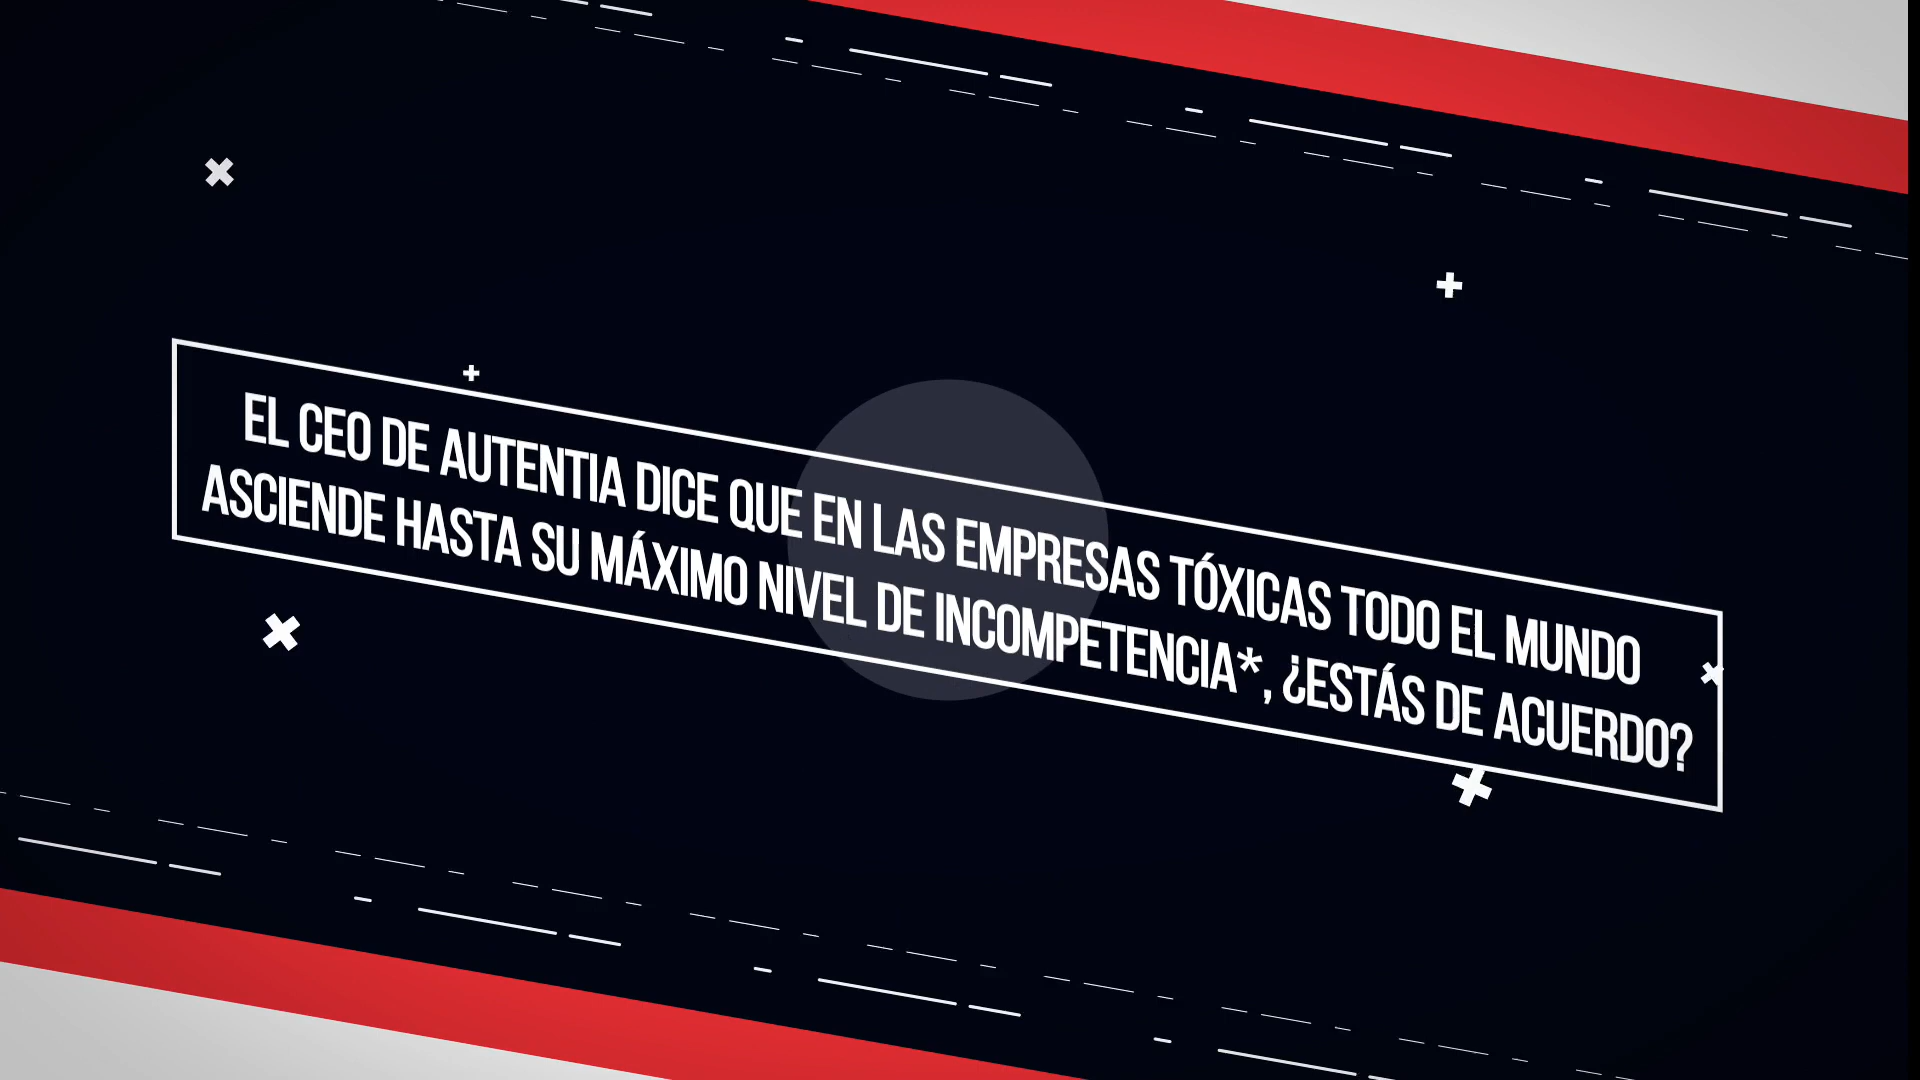 EL CEO DE AUTENTIA DICE QUE EN LAS EMPRESAS TÓXICAS TODO EL MUNDO
ASCIENDE HASTA SU MÁXIMO NIVEL DE INCOMPETENCIA*, ¿ESTÁS DE ACUERDO?